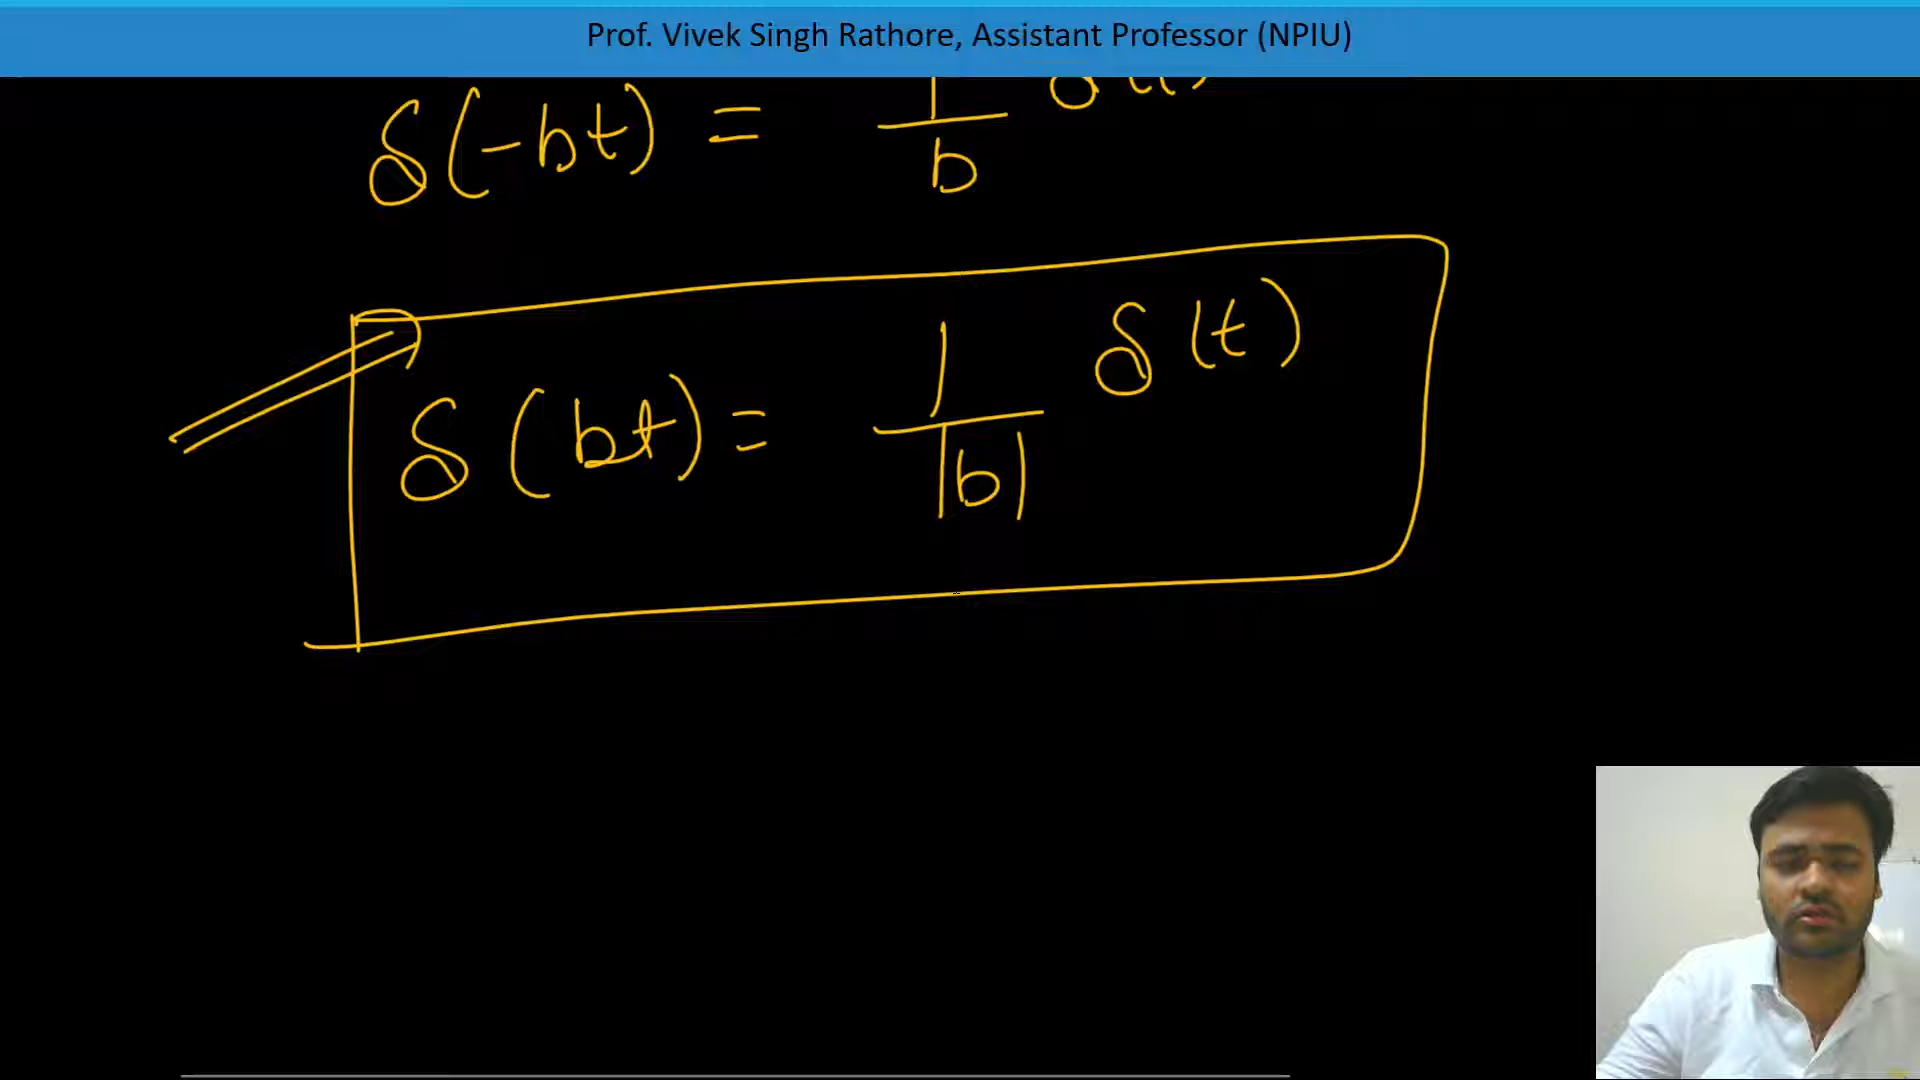 Prof. Vivek Singh Rathore, Assistant Professor (NPIU)
δ(-bt) = 1/b
δ(bt) = 1/|b| δ(t)